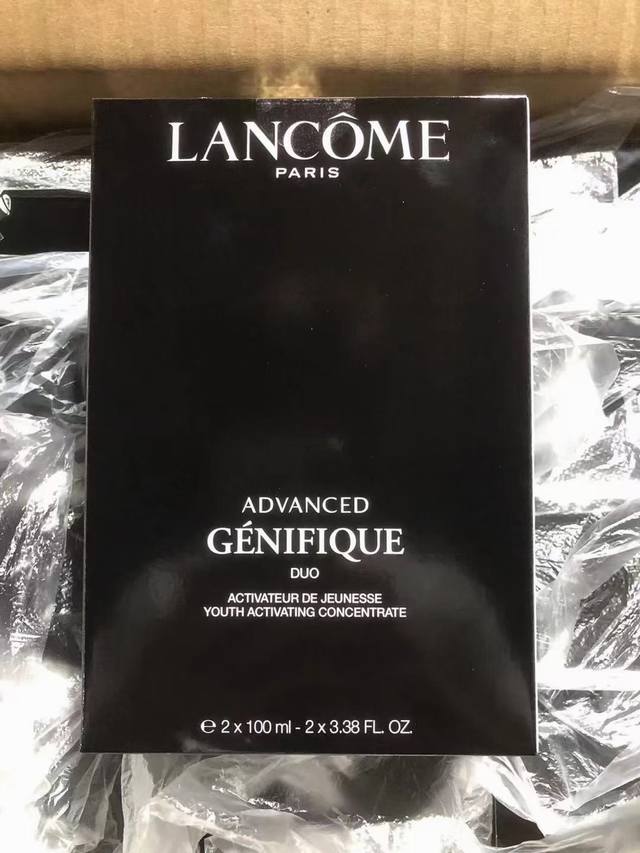 LANCÔME
PARIS
ADVANCED
GÉNIFIQUE
DUO
ACTIVATEUR DE JEUNESSE
YOUTH ACTIVATING CONCENTRATE
℮ 2 x 100 ml - 2 x 3.38 FL. OZ.